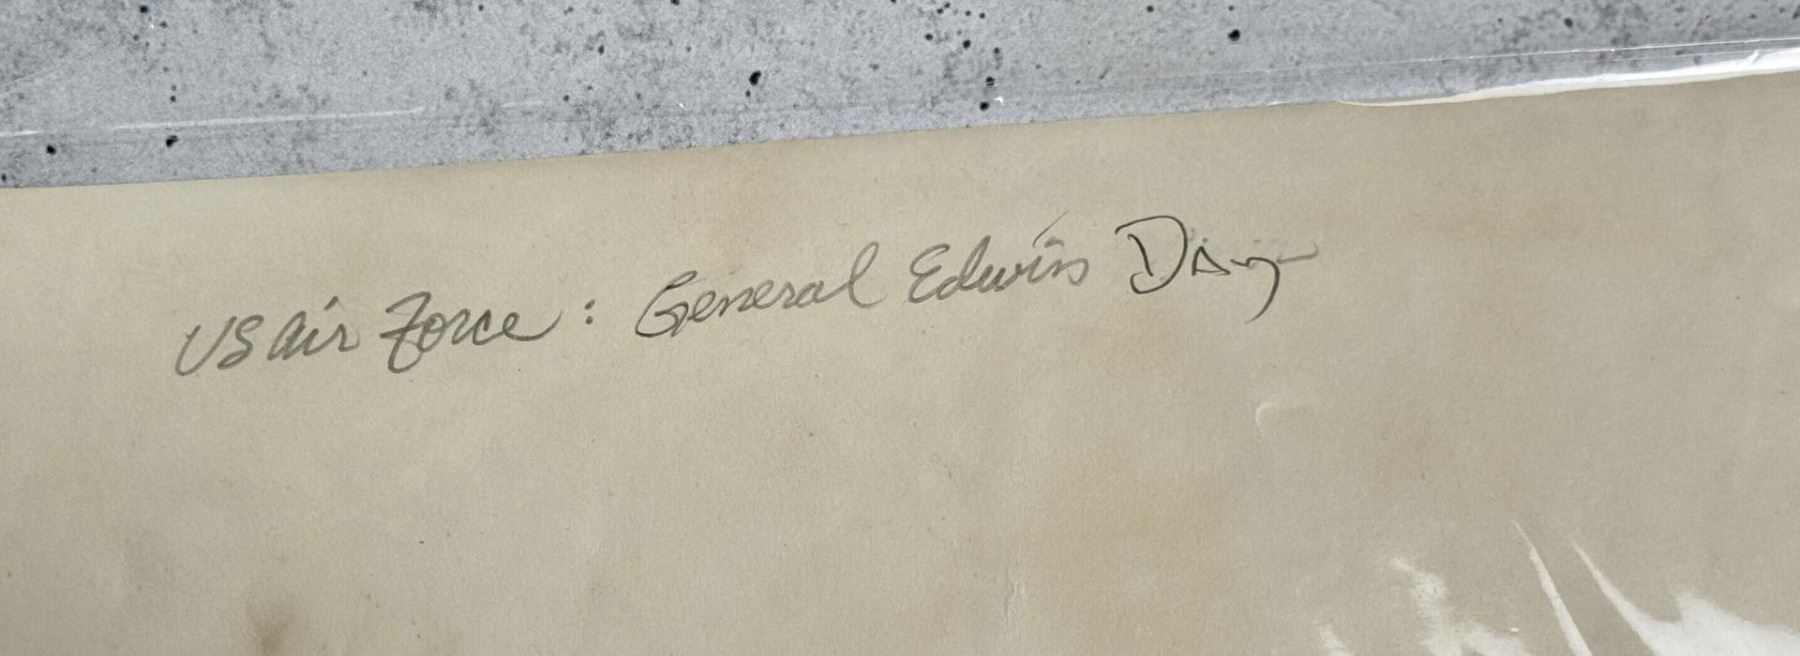 US Air Force : General Edwin Day